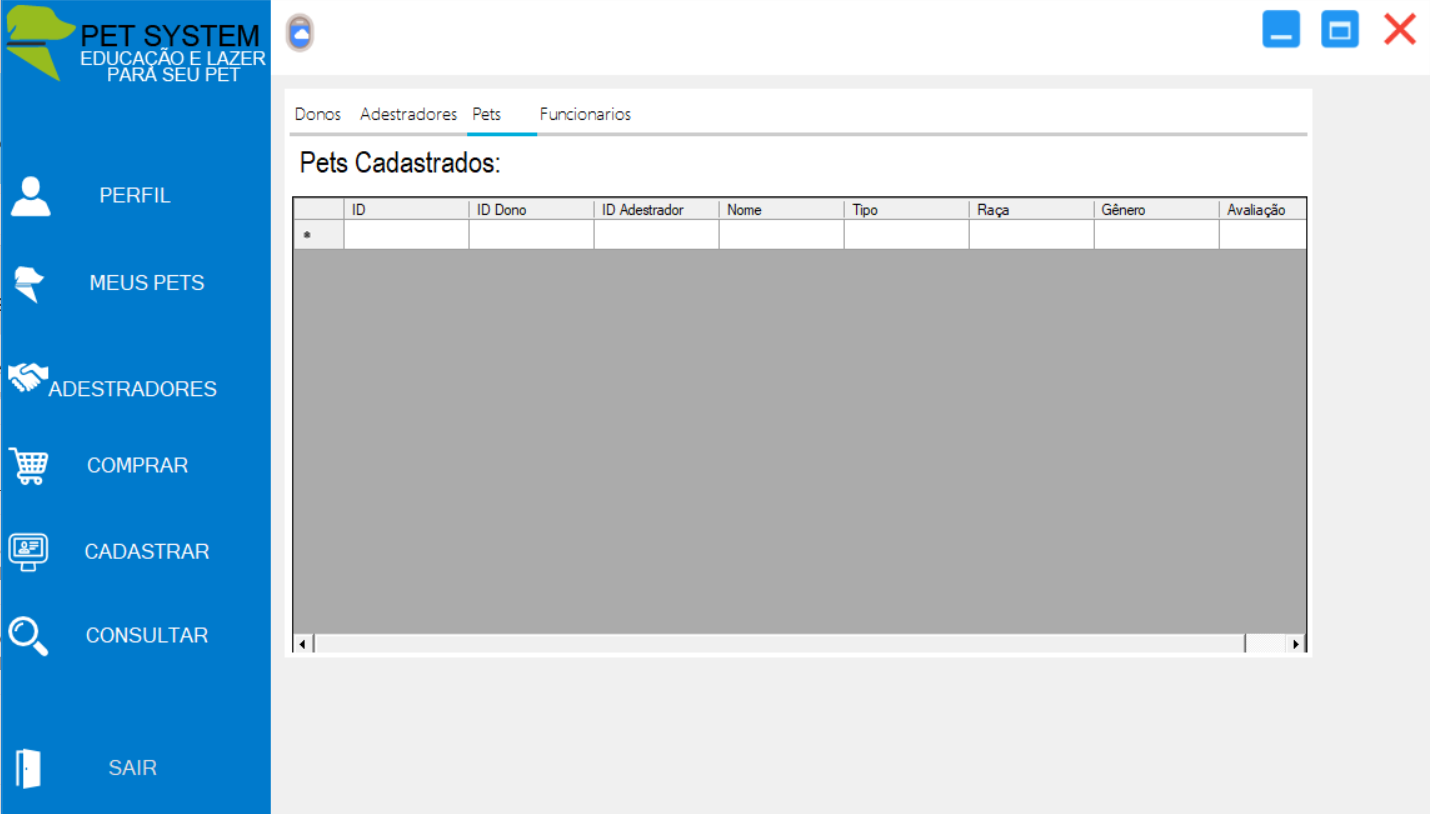 PET SYSTEM
EDUCAÇÃO E LAZER
PARA SEU PET
PERFIL
MEUS PETS
ADESTRADORES
COMPRAR
CADASTRAR
CONSULTAR
SAIR
Donos Adestradores Pets Funcionarios
Pets Cadastrados:
ID ID Dono ID Adestrador Nome Tipo Raça Gênero Avaliação
*